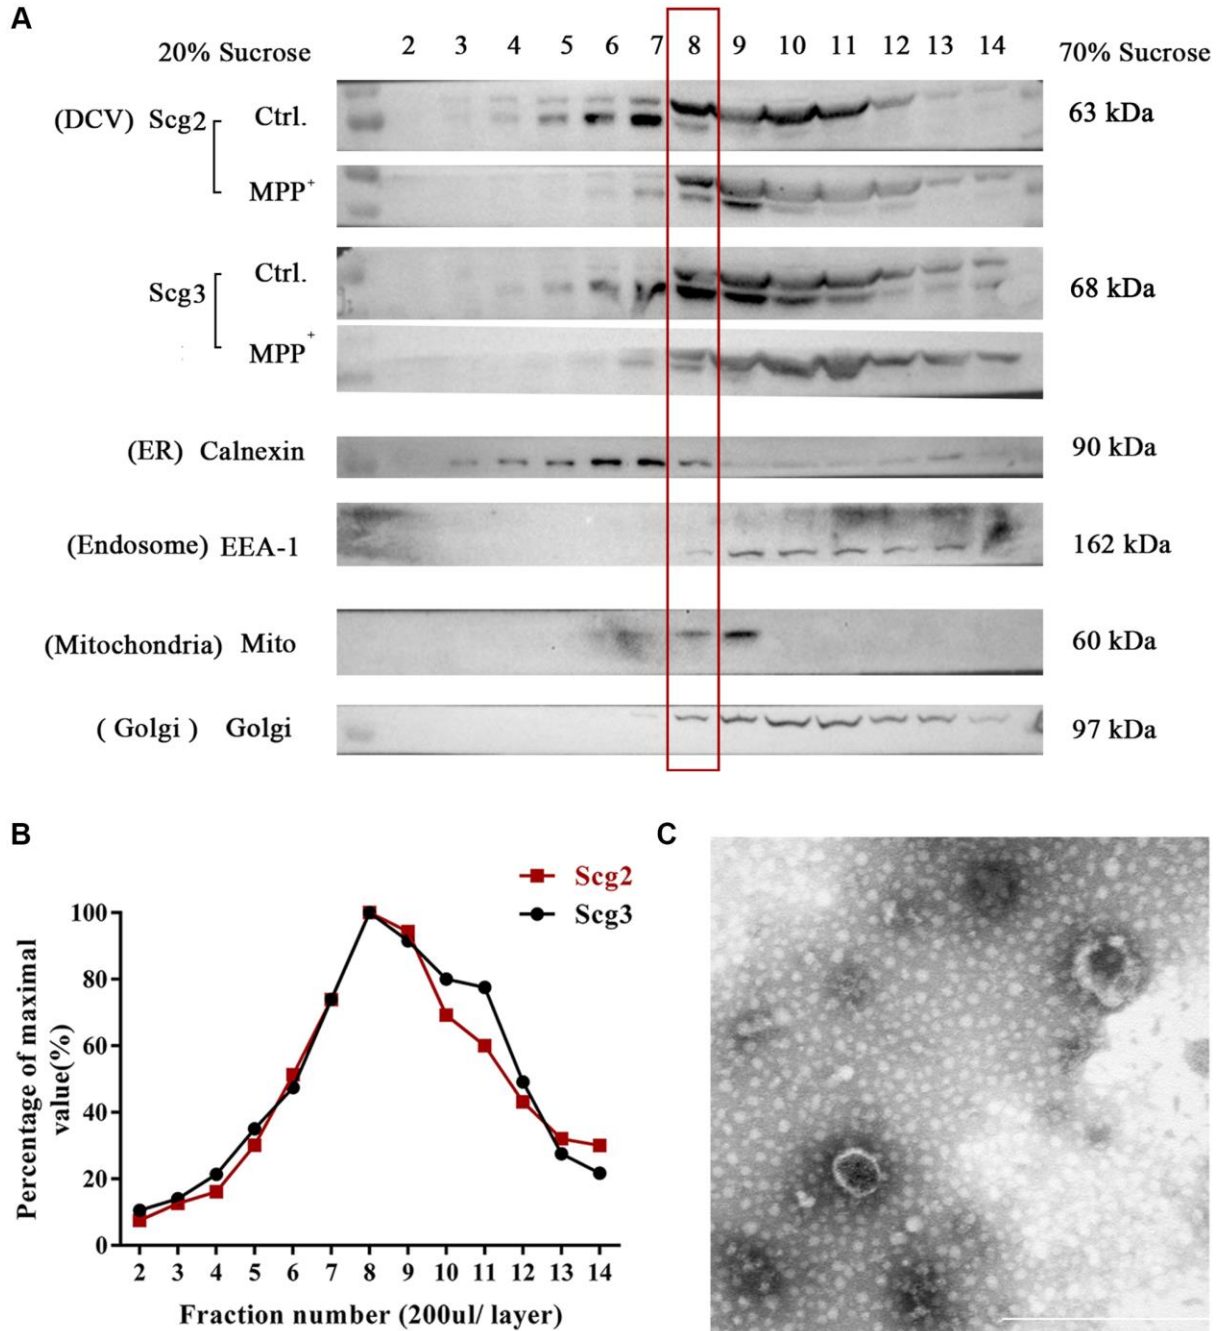 A
20% Sucrose 2 3 4 5 6 7 8 9 10 11 12 13 14 70% Sucrose
(DCV) Scg2 Ctrl. 63 kDa
MPP+
Scg3 Ctrl. 68 kDa
MPP+
(ER) Calnexin 90 kDa
(Endosome) EEA-1 162 kDa
(Mitochondria) Mito 60 kDa
( Golgi ) Golgi 97 kDa
B
Scg2
Scg3
Percentage of maximal
value(%)
100
80
60
40
20
0
2 3 4 5 6 7 8 9 10 11 12 13 14
Fraction number (200ul/ layer)
C